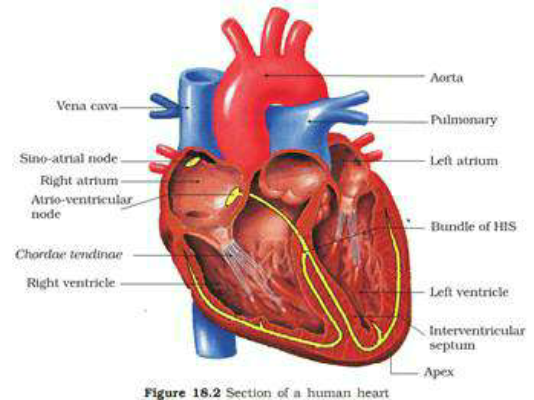 Aorta
Vena cava
Pulmonary
Sino-atrial node
Left atrium
Right atrium
Atrio-ventricular
node
Bundle of HIS
Chordae tendinae
Right ventricle
Left ventricle
Interventricular
septum
Apex
Figure 18.2 Section of a human heart